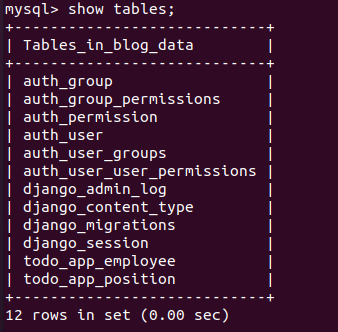 mysql> show tables;
+----------------------------+
| Tables_in_blog_data        |
+----------------------------+
| auth_group                 |
| auth_group_permissions     |
| auth_permission            |
| auth_user                  |
| auth_user_groups           |
| auth_user_user_permissions |
| django_admin_log           |
| django_content_type        |
| django_migrations          |
| django_session             |
| todo_app_employee          |
| todo_app_position          |
+----------------------------+
12 rows in set (0.00 sec)